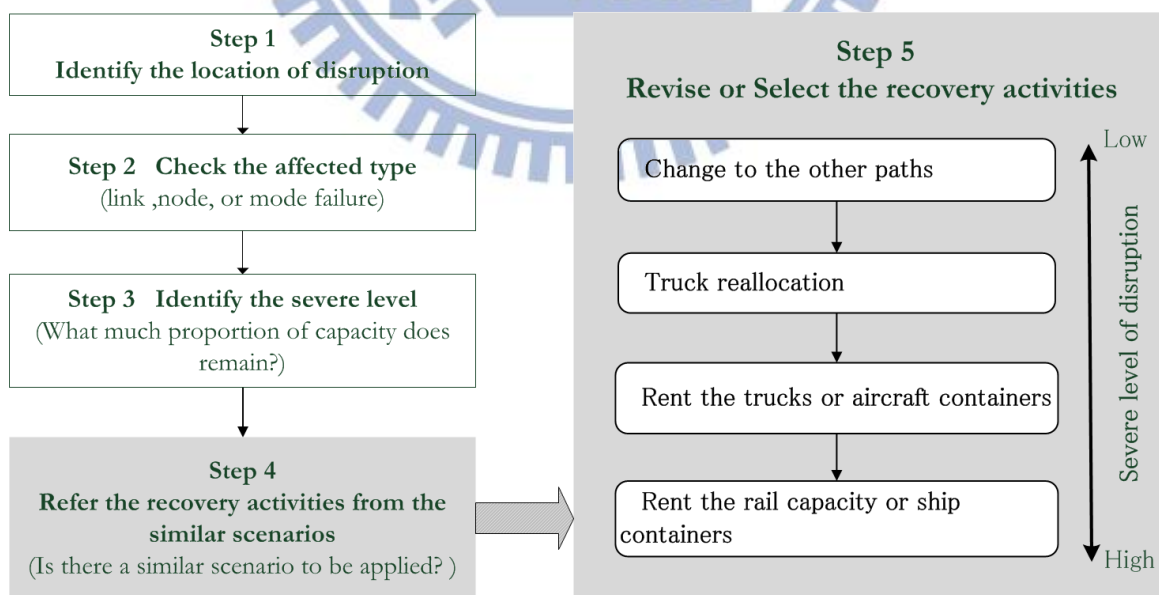 Step 1
Identify the location of disruption
Step 2   Check the affected type
(link ,node, or mode failure)
Step 3   Identify the severe level
(What much proportion of capacity does
remain?)
Step 4
Refer the recovery activities from the
similar scenarios
(Is there a similar scenario to be applied? )
Step 5
Revise or Select the recovery activities
Change to the other paths
Truck reallocation
Rent the trucks or aircraft containers
Rent the rail capacity or ship
containers
Low
Severe level of disruption
High